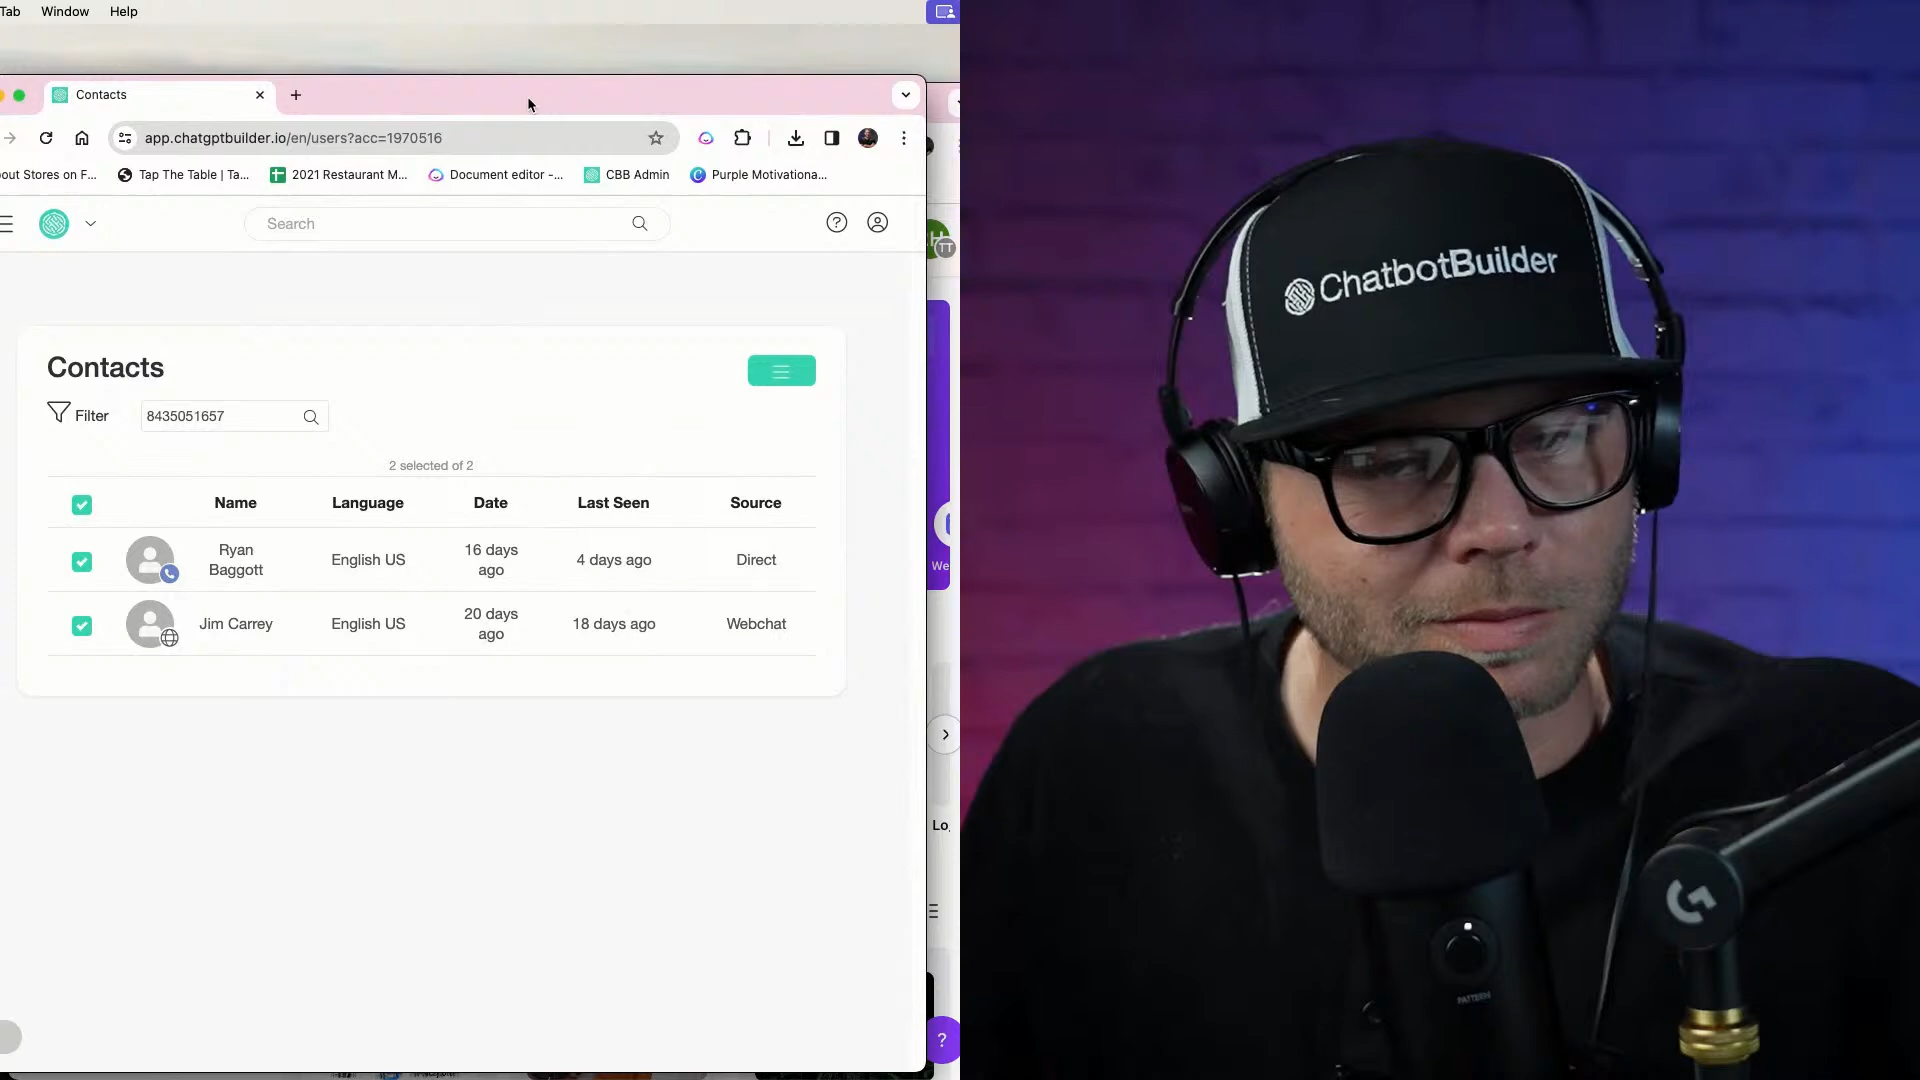 Tab Window Help
Contacts
app.chatgptbuilder.io/en/users?acc=1970516
out Stores on F... Tap The Table | Ta... 2021 Restaurant M... Document editor -... CBB Admin Purple Motivationa...
Search
TT
Contacts
Filter 8435051657
2 selected of 2
Name Language Date Last Seen Source
Ryan Baggott English US 16 days ago 4 days ago Direct
Jim Carrey English US 20 days ago 18 days ago Webchat
We
Lo
?
ChatbotBuilder
PATTERN